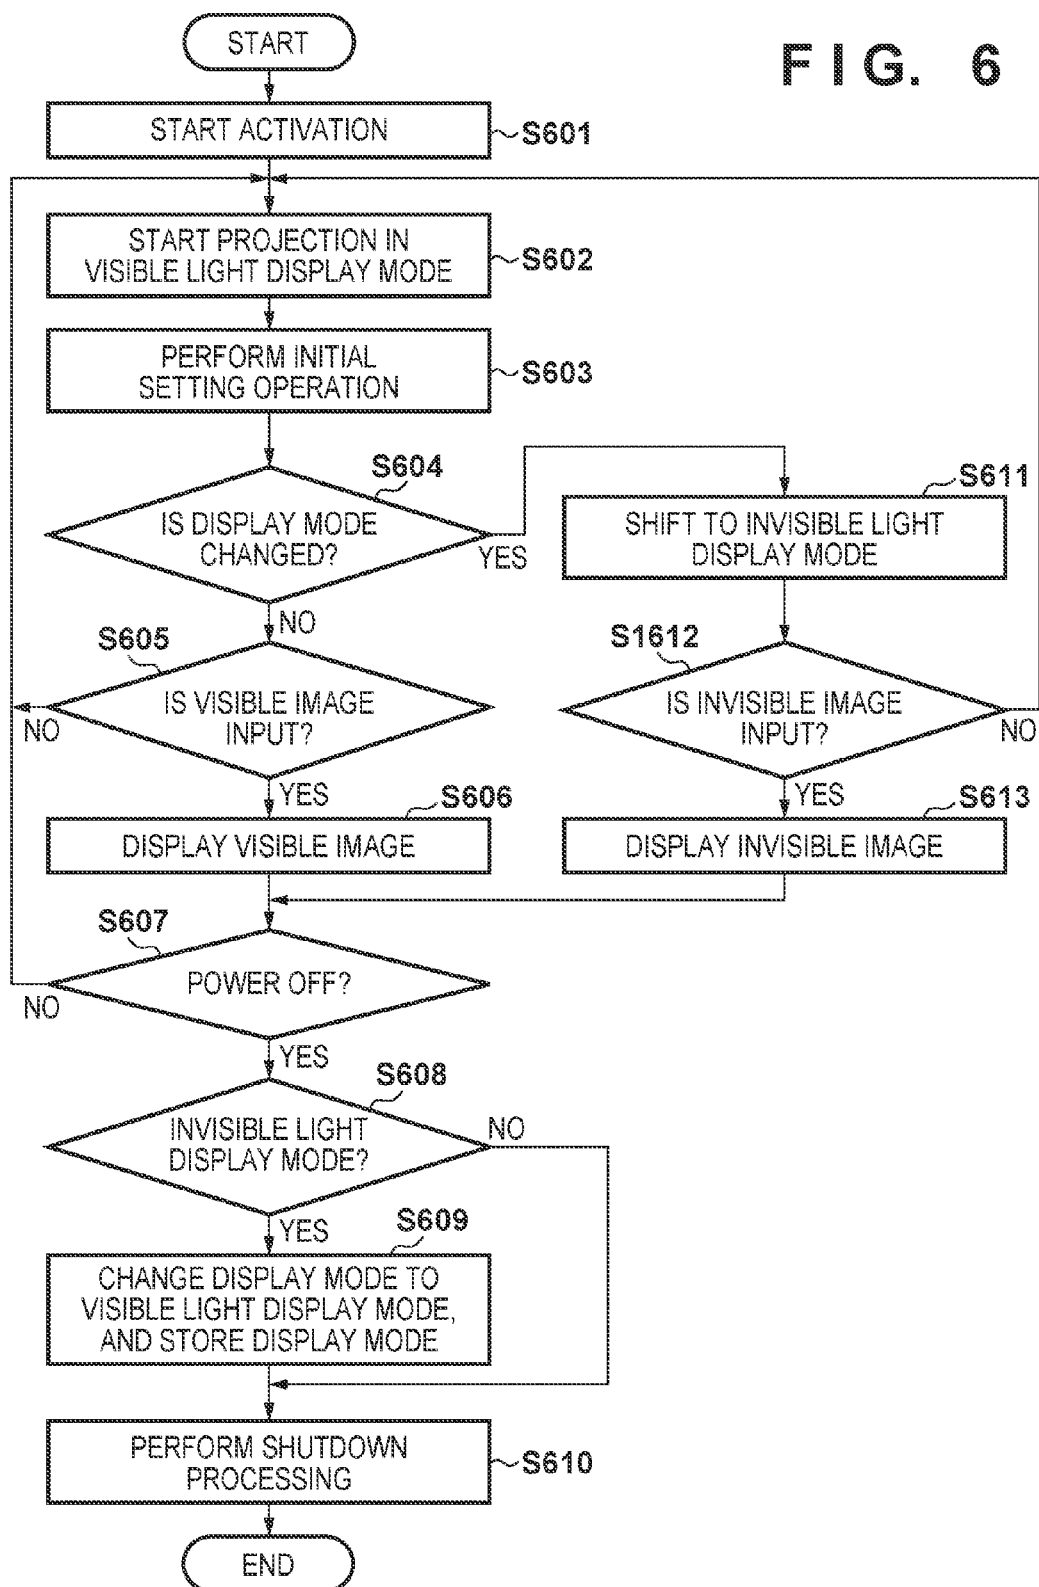 FIG. 6
START
START ACTIVATION
S601
START PROJECTION IN
VISIBLE LIGHT DISPLAY MODE
S602
PERFORM INITIAL
SETTING OPERATION
S603
S604
IS DISPLAY MODE
CHANGED?
YES
NO
S611
SHIFT TO INVISIBLE LIGHT
DISPLAY MODE
S605
IS VISIBLE IMAGE
INPUT?
NO
YES
S1612
IS INVISIBLE IMAGE
INPUT?
NO
YES
S606
DISPLAY VISIBLE IMAGE
S613
DISPLAY INVISIBLE IMAGE
S607
POWER OFF?
NO
YES
S608
INVISIBLE LIGHT
DISPLAY MODE?
NO
YES
S609
CHANGE DISPLAY MODE TO
VISIBLE LIGHT DISPLAY MODE,
AND STORE DISPLAY MODE
PERFORM SHUTDOWN
PROCESSING
S610
END